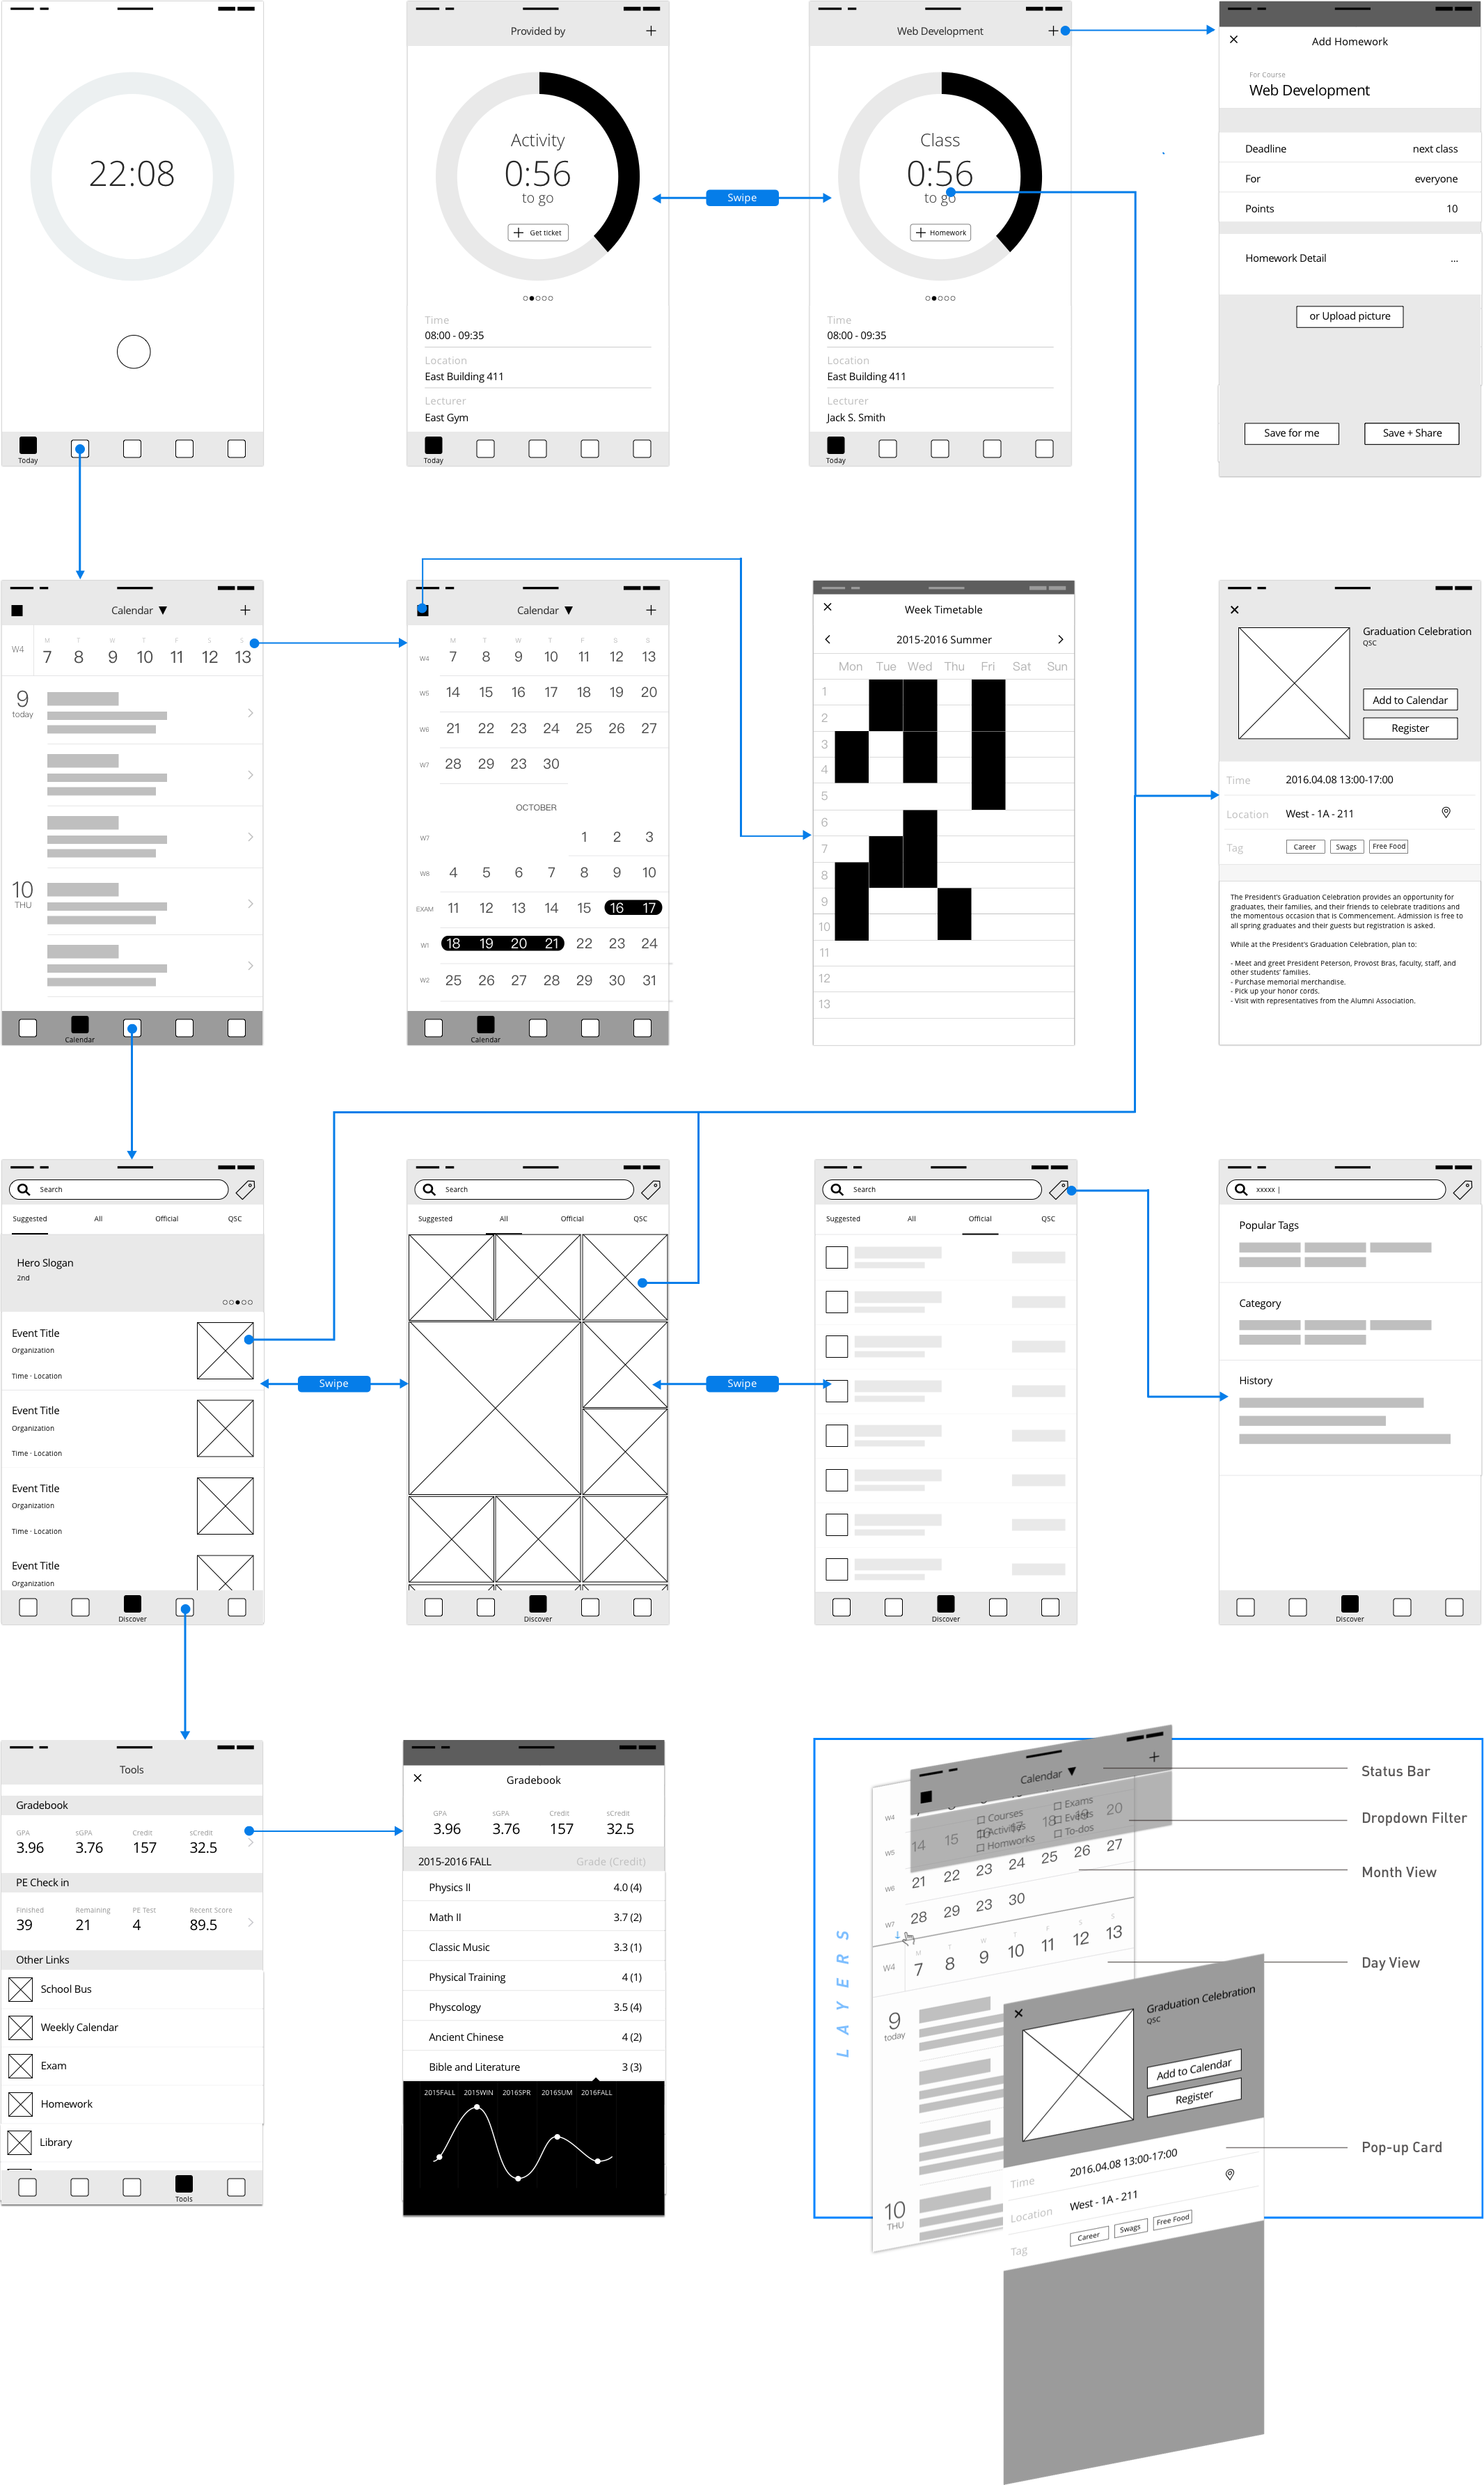 22:08
Today
Provided by
Activity
0:56
to go
Get ticket
Time
08:00 - 09:35
Location
East Building 411
Lecturer
East Gym
Today
Swipe
Web Development
Class
0:56
to go
Homework
Time
08:00 - 09:35
Location
East Building 411
Lecturer
Jack S. Smith
Today
Add Homework
For Course
Web Development
Deadline next class
For everyone
Points 10
Homework Detail ...
or Upload picture
Save for me Save + Share
Calendar
M T W T F S S
W4 7 8 9 10 11 12 13
9
today
10
THU
Calendar
Calendar
M T W T F S S
W4 7 8 9 10 11 12 13
W5 14 15 16 17 18 19 20
W6 21 22 23 24 25 26 27
W7 28 29 23 30
OCTOBER
W7 1 2 3
W8 4 5 6 7 8 9 10
EXAM 11 12 13 14 15 16 17
W1 18 19 20 21 22 23 24
W2 25 26 27 28 29 30 31
Calendar
Week Timetable
2015-2016 Summer
Mon Tue Wed Thu Fri Sat Sun
1
2
3
4
5
6
7
8
9
10
11
12
13
Graduation Celebration
QSC
Add to Calendar
Register
Time 2016.04.08 13:00-17:00
Location West - 1A - 211
Tag Career Swags Free Food
The President's Graduation Celebration provides an opportunity for
graduates, their families, and their friends to celebrate traditions and
the momentous occasion that is Commencement. Admission is free to
all spring graduates and their guests but registration is asked.
While at the President's Graduation Celebration, plan to:
- Meet and greet President Peterson, Provost Bras, faculty, staff, and
other students' families.
- Purchase memorial merchandise.
- Pick up your honor cords.
- Visit with representatives from the Alumni Association.
Search
Suggested All Official QSC
Hero Slogan
2nd
Event Title
Organization
Time · Location
Event Title
Organization
Time · Location
Event Title
Organization
Time · Location
Event Title
Organization
Discover
Swipe
Search
Suggested All Official QSC
Discover
Swipe
Search
Suggested All Official QSC
Discover
xxxxx |
Popular Tags
Category
History
Discover
Tools
Gradebook
GPA sGPA Credit sCredit
3.96 3.76 157 32.5
PE Check in
Finished Remaining PE Test Recent Score
39 21 4 89.5
Other Links
School Bus
Weekly Calendar
Exam
Homework
Library
Tools
Gradebook
GPA sGPA Credit sCredit
3.96 3.76 157 32.5
2015-2016 FALL Grade (Credit)
Physics II 4.0 (4)
Math II 3.7 (2)
Classic Music 3.3 (1)
Physical Training 4 (1)
Physcology 3.5 (4)
Ancient Chinese 4 (2)
Bible and Literature 3 (3)
2015FALL 2015WIN 2016SPR 2016SUM 2016FALL
LAYERS
Calendar
Courses Exams
Activities Events
Homworks To-dos
W4
W5 14 15 16 17 18 19 20
W6 21 22 23 24 25 26 27
W7 28 29 23 30
M T W T F S S
W4 7 8 9 10 11 12 13
9
today
10
THU
Graduation Celebration
QSC
Add to Calendar
Register
Time 2016.04.08 13:00-17:00
Location West - 1A - 211
Tag Career Swags Free Food
Status Bar
Dropdown Filter
Month View
Day View
Pop-up Card